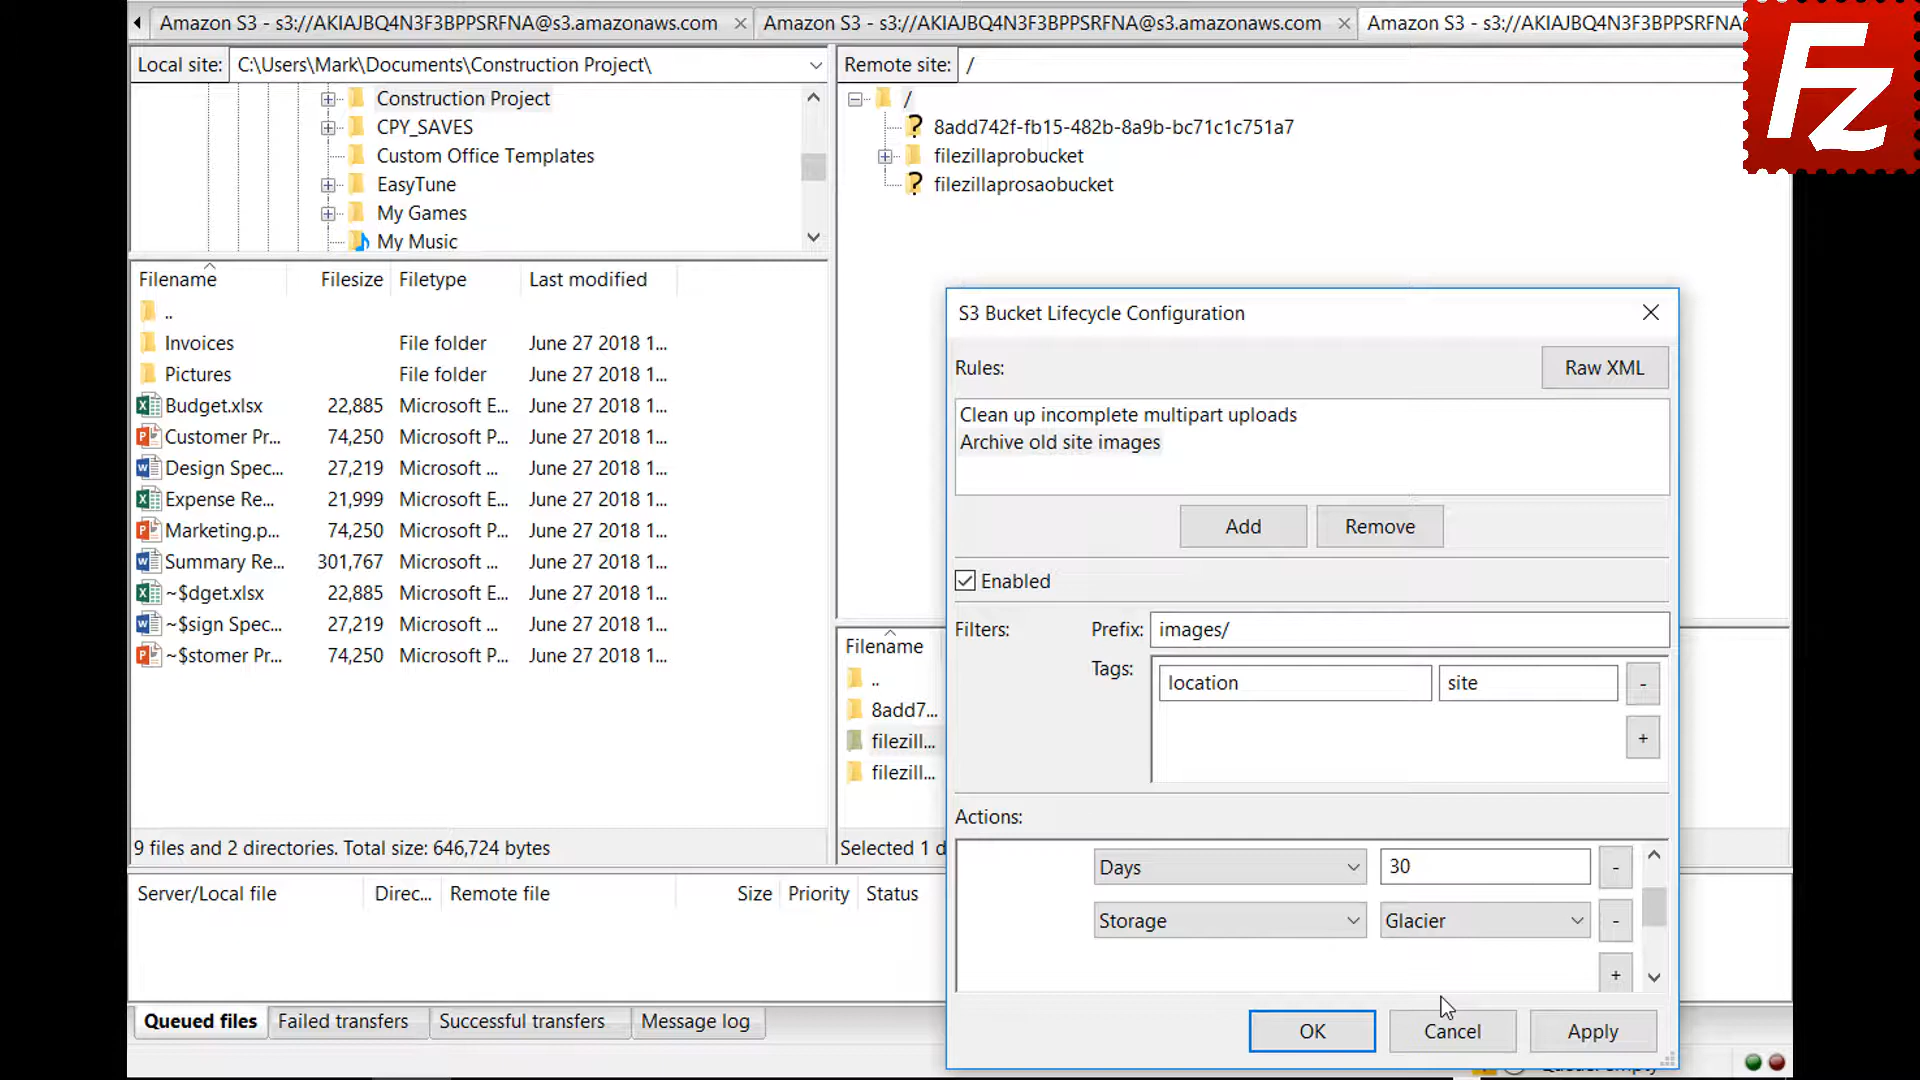 Amazon S3 - s3://AKIAJBQ4N3F3BPPSRFNA@s3.amazonaws.com
Amazon S3 - s3://AKIAJBQ4N3F3BPPSRFNA@s3.amazonaws.com
Amazon S3 - s3://AKIAJBQ4N3F3BPPSRFNA
FZ
Local site: C:\Users\Mark\Documents\Construction Project\
Remote site: /
Construction Project
CPY_SAVES
Custom Office Templates
EasyTune
My Games
My Music
/
8add742f-fb15-482b-8a9b-bc71c1c751a7
filezillaprobucket
filezillaprosaobucket
Filename Filesize Filetype Last modified
..
Invoices File folder June 27 2018 1...
Pictures File folder June 27 2018 1...
Budget.xlsx 22,885 Microsoft E... June 27 2018 1...
Customer Pr... 74,250 Microsoft P... June 27 2018 1...
Design Spec... 27,219 Microsoft ... June 27 2018 1...
Expense Re... 21,999 Microsoft E... June 27 2018 1...
Marketing.p... 74,250 Microsoft P... June 27 2018 1...
Summary Re... 301,767 Microsoft ... June 27 2018 1...
~$dget.xlsx 22,885 Microsoft E... June 27 2018 1...
~$sign Spec... 27,219 Microsoft ... June 27 2018 1...
~$stomer Pr... 74,250 Microsoft P... June 27 2018 1...
9 files and 2 directories. Total size: 646,724 bytes
Filename
..
8add7...
filezill...
filezill...
Selected 1 d
S3 Bucket Lifecycle Configuration
Rules: Raw XML
Clean up incomplete multipart uploads
Archive old site images
Add Remove
Enabled
Filters: Prefix: images/
Tags: location site -
+
Actions:
Days 30 -
Storage Glacier -
+
OK Cancel Apply
Server/Local file Direc... Remote file Size Priority Status
Queued files Failed transfers Successful transfers Message log